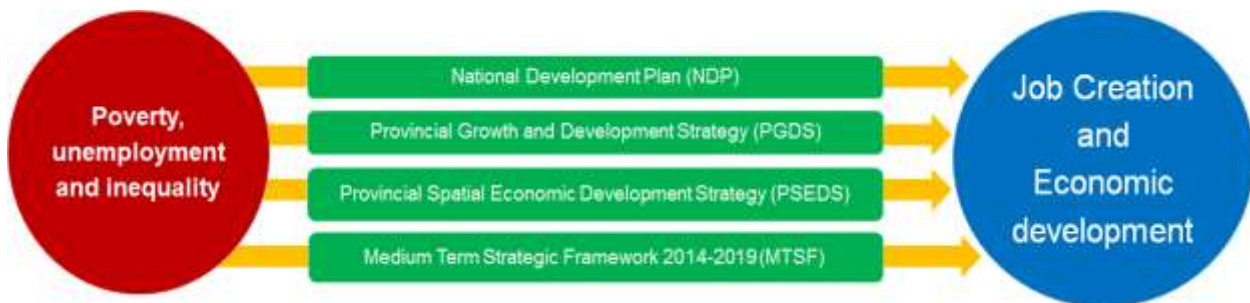 Poverty,
unemployment
and inequality
National Development Plan (NDP)
Provincial Growth and Development Strategy (PGDS)
Provincial Spatial Economic Development Strategy (PSEDS)
Medium Term Strategic Framework 2014-2019(MTSF)
Job Creation
and
Economic
development